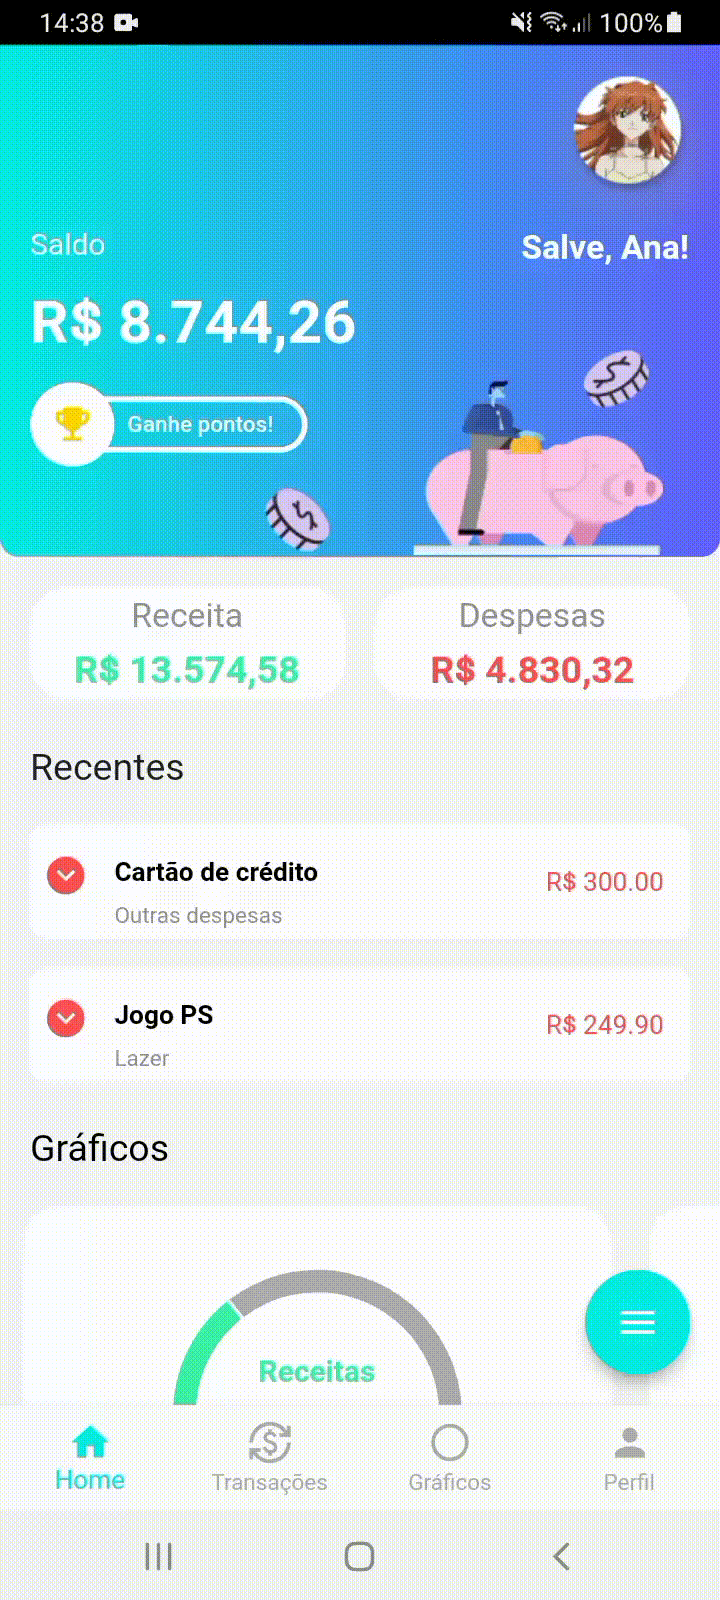 14:38 100%
Saldo
Salve, Ana!
R$ 8.744,26
Ganhe pontos!
Receita
R$ 13.574,58
Despesas
R$ 4.830,32
Recentes
Cartão de crédito
R$ 300.00
Outras despesas
Jogo PS
R$ 249.90
Lazer
Gráficos
Receitas
Home
Transações
Gráficos
Perfil